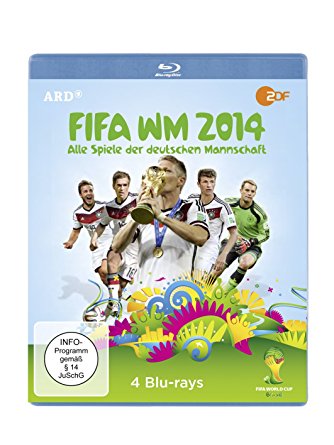 Blu-ray Disc
ARD
ZDF
FIFA WM 2014
Alle Spiele der deutschen Mannschaft
INFO-
Programm
gemäß
§ 14
JuSchG
4 Blu-rays
FIFA WORLD CUP
Brasil